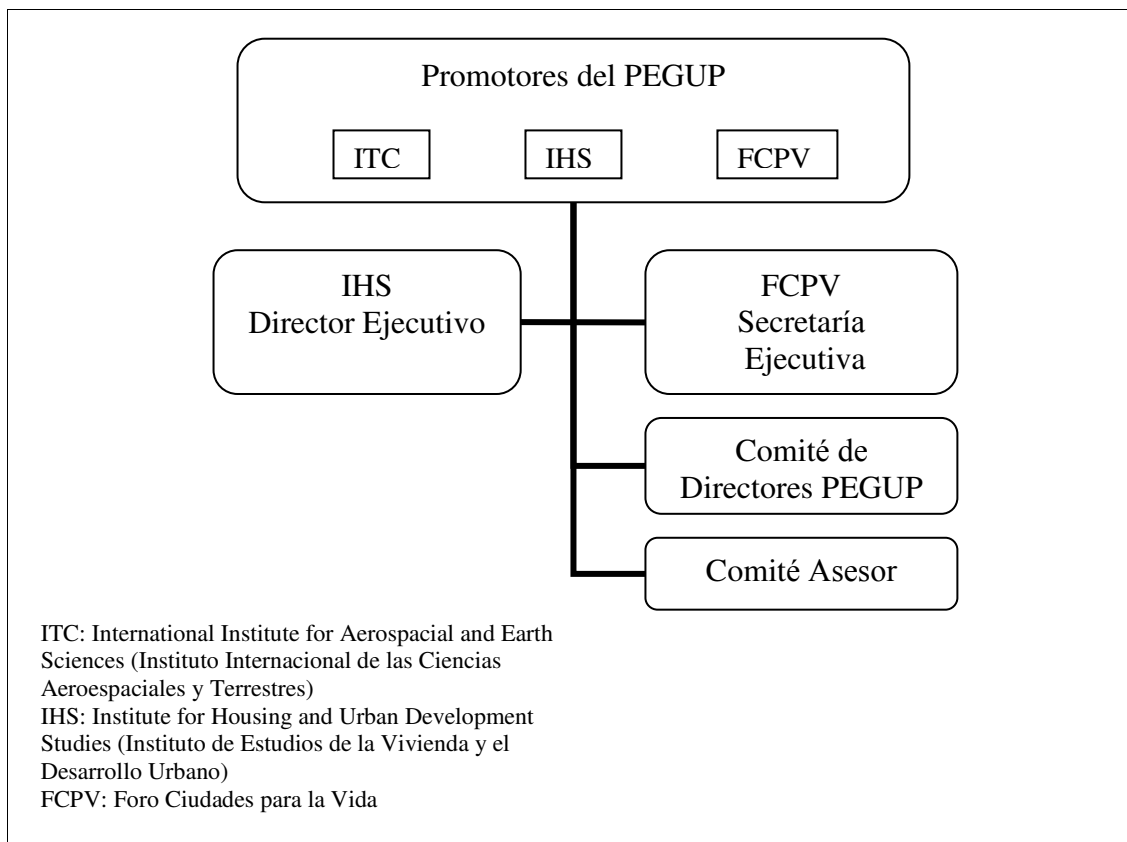 Promotores del PEGUP
ITC
IHS
FCPV
IHS
Director Ejecutivo
FCPV
Secretaría
Ejecutiva
Comité de
Directores PEGUP
Comité Asesor
ITC: International Institute for Aerospacial and Earth
Sciences (Instituto Internacional de las Ciencias
Aeroespaciales y Terrestres)
IHS: Institute for Housing and Urban Development
Studies (Instituto de Estudios de la Vivienda y el
Desarrollo Urbano)
FCPV: Foro Ciudades para la Vida